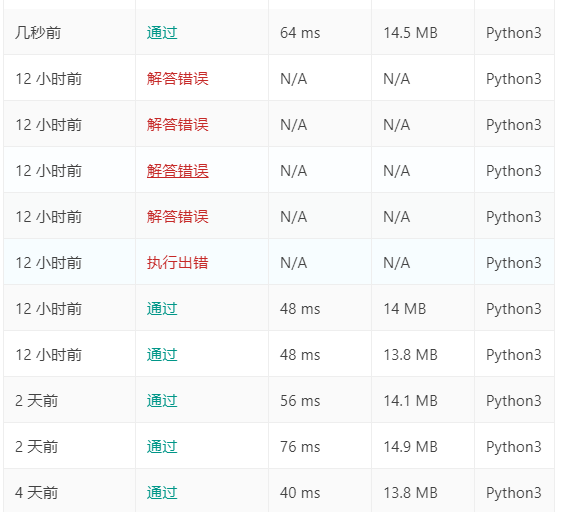 几秒前 通过 64 ms 14.5 MB Python3
12 小时前 解答错误 N/A N/A Python3
12 小时前 解答错误 N/A N/A Python3
12 小时前 解答错误 N/A N/A Python3
12 小时前 解答错误 N/A N/A Python3
12 小时前 执行出错 N/A N/A Python3
12 小时前 通过 48 ms 14 MB Python3
12 小时前 通过 48 ms 13.8 MB Python3
2 天前 通过 56 ms 14.1 MB Python3
2 天前 通过 76 ms 14.9 MB Python3
4 天前 通过 40 ms 13.8 MB Python3